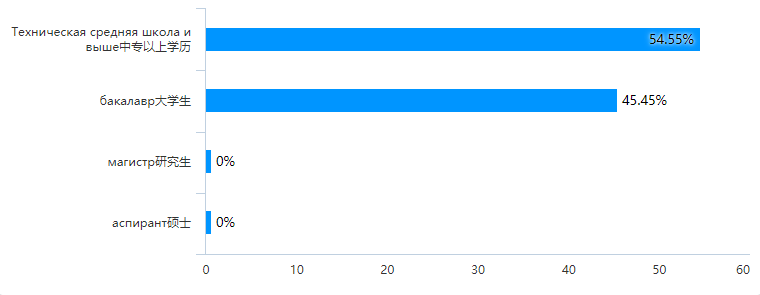 Техническая средняя школа и
выше中专以上学历
54.55%
бакалавр大学生
45.45%
магистр研究生
0%
аспирант硕士
0%
0 10 20 30 40 50 60